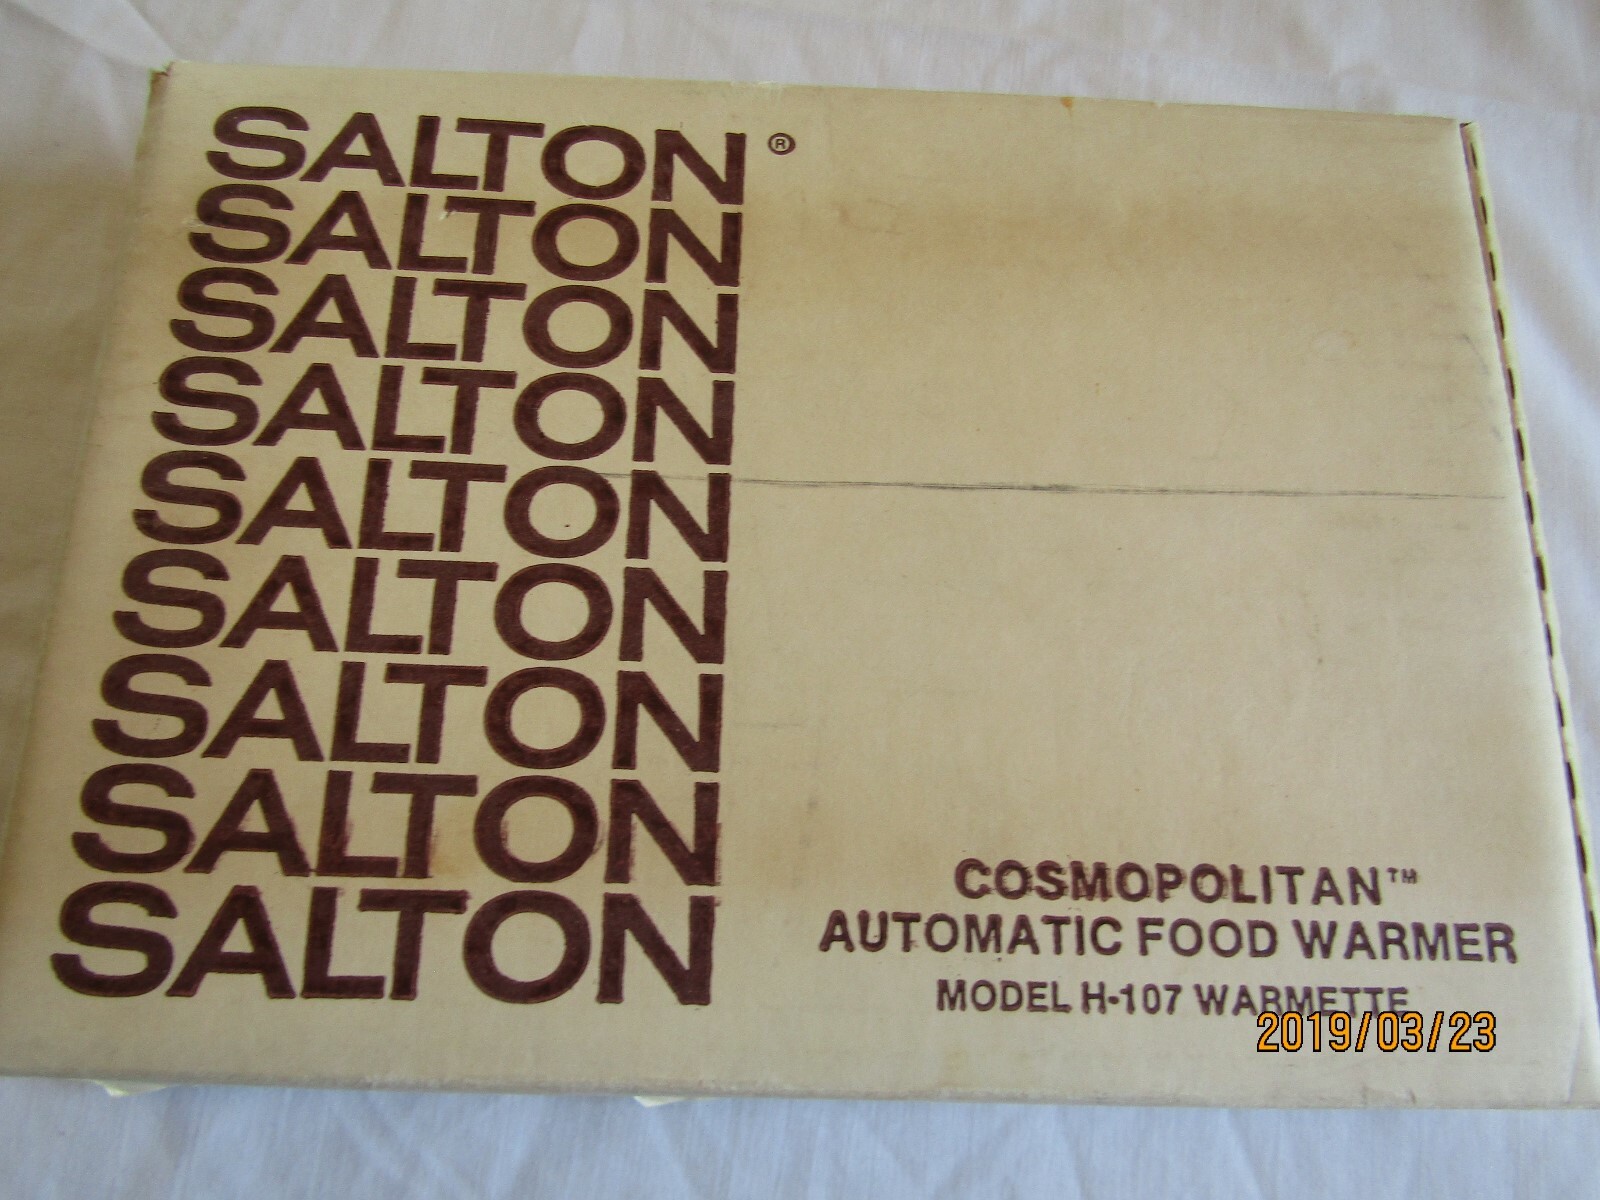 SALTON®
SALTON
SALTON
SALTON
SALTON
SALTON
SALTON
SALTON
SALTON
COSMOPOLITAN™
AUTOMATIC FOOD WARMER
MODEL H-107 WARMETTE
2019/03/23